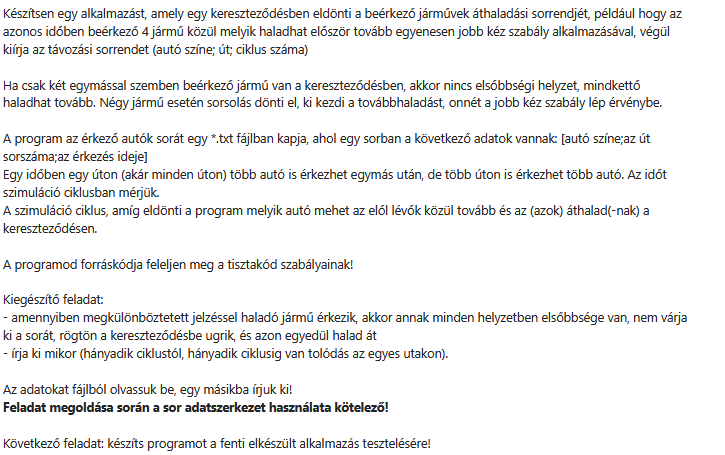 Készítsen egy alkalmazást, amely egy kereszteződésben eldönti a beérkező járművek áthaladási sorrendjét, például hogy az
azonos időben beérkező 4 jármű közül melyik haladhat először tovább egyenesen jobb kéz szabály alkalmazásával, végül
kiírja az távozási sorrendet (autó színe; út; ciklus száma)
Ha csak két egymással szemben beérkező jármű van a kereszteződésben, akkor nincs elsőbbségi helyzet, mindkettő
haladhat tovább. Négy jármű esetén sorsolás dönti el, ki kezdi a továbbhaladást, onnét a jobb kéz szabály lép érvénybe.
A program az érkező autók sorát egy *.txt fájlban kapja, ahol egy sorban a következő adatok vannak: [autó színe;az út
sorszáma;az érkezés ideje]
Egy időben egy úton (akár minden úton) több autó is érkezhet egymás után, de több úton is érkezhet több autó. Az időt
szimuláció ciklusban mérjük.
A szimuláció ciklus, amíg eldönti a program melyik autó mehet az elől lévők közül tovább és az (azok) áthalad(-nak) a
kereszteződésen.
A programod forráskódja feleljen meg a tisztakód szabályainak!
Kiegészítő feladat:
- amennyiben megkülönböztetett jelzéssel haladó jármű érkezik, akkor annak minden helyzetben elsőbbsége van, nem várja
ki a sorát, rögtön a kereszteződésbe ugrik, és azon egyedül halad át
- írja ki mikor (hányadik ciklustól, hányadik ciklusig van tolódás az egyes utakon).
Az adatokat fájlból olvassuk be, egy másikba írjuk ki!
Feladat megoldása során a sor adatszerkezet használata kötelező!
Következő feladat: készíts programot a fenti elkészült alkalmazás tesztelésére!